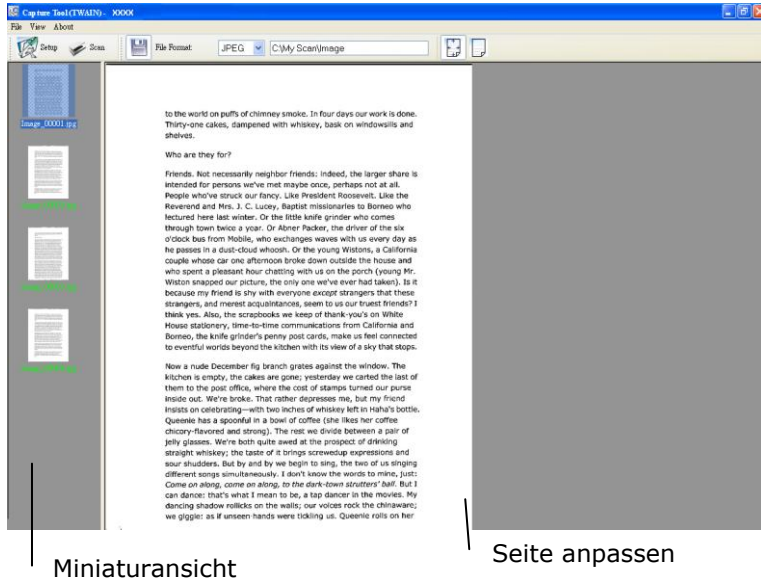 Capture Tool(TWAIN) - XXXX
File View About
Setup Scan File Format: JPEG C:\My Scan\Image
Image_00001.jpg
to the world on puffs of chimney smoke. In four days our work is done.
Thirty-one cakes, dampened with whiskey, bask on windowsills and
shelves.
Who are they for?
Friends. Not necessarily neighbor friends: indeed, the larger share is
intended for persons we've met maybe once, perhaps not at all.
People who've struck our fancy. Like President Roosevelt. Like the
Reverend and Mrs. J. C. Lucey, Baptist missionaries to Borneo who
lectured here last winter. Or the little knife grinder who comes
through town twice a year. Or Abner Packer, the driver of the six
o'clock bus from Mobile, who exchanges waves with us every day as
he passes in a dust-cloud whoosh. Or the young Wistons, a California
couple whose car one afternoon broke down outside the house and
who spent a pleasant hour chatting with us on the porch (young Mr.
Wiston snapped our picture, the only one we've ever had taken). Is it
because my friend is shy with everyone except strangers that these
strangers, and merest acquaintances, seem to us our truest friends? I
think yes. Also, the scrapbooks we keep of thank-you's on White
House stationery, time-to-time communications from California and
Borneo, the knife grinder's penny post cards, make us feel connected
to eventful worlds beyond the kitchen with its view of a sky that stops.
Now a nude December fig branch grates against the window. The
kitchen is empty, the cakes are gone; yesterday we carted the last of
them to the post office, where the cost of stamps turned our purse
inside out. We're broke. That rather depresses me, but my friend
insists on celebrating—with two inches of whiskey left in Haha's bottle.
Queenie has a spoonful in a bowl of coffee (she likes her coffee
chicory-flavored and strong). The rest we divide between a pair of
jelly glasses. We're both quite awed at the prospect of drinking
straight whiskey; the taste of it brings screwedup expressions and
sour shudders. But by and by we begin to sing, the two of us singing
different songs simultaneously. I don't know the words to mine, just:
Come on along, come on along, to the dark-town strutters' ball. But I
can dance: that's what I mean to be, a tap dancer in the movies. My
dancing shadow rollicks on the walls; our voices rock the chinaware;
we giggle: as if unseen hands were tickling us. Queenie rolls on her
Miniaturansicht
Seite anpassen